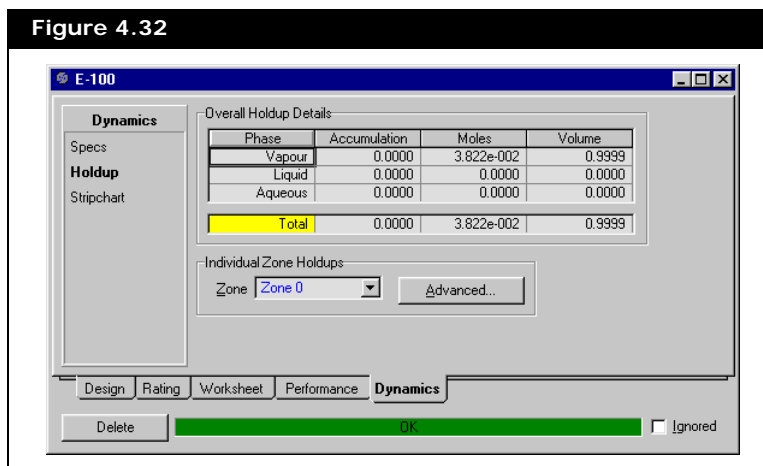 Figure 4.32
E-100
Dynamics
Specs
Holdup
Stripchart
Overall Holdup Details
Phase Accumulation Moles Volume
Vapour 0.0000 3.822e-002 0.9999
Liquid 0.0000 0.0000 0.0000
Aqueous 0.0000 0.0000 0.0000
Total 0.0000 3.822e-002 0.9999
Individual Zone Holdups
Zone Zone 0 Advanced...
Design Rating Worksheet Performance Dynamics
Delete OK Ignored